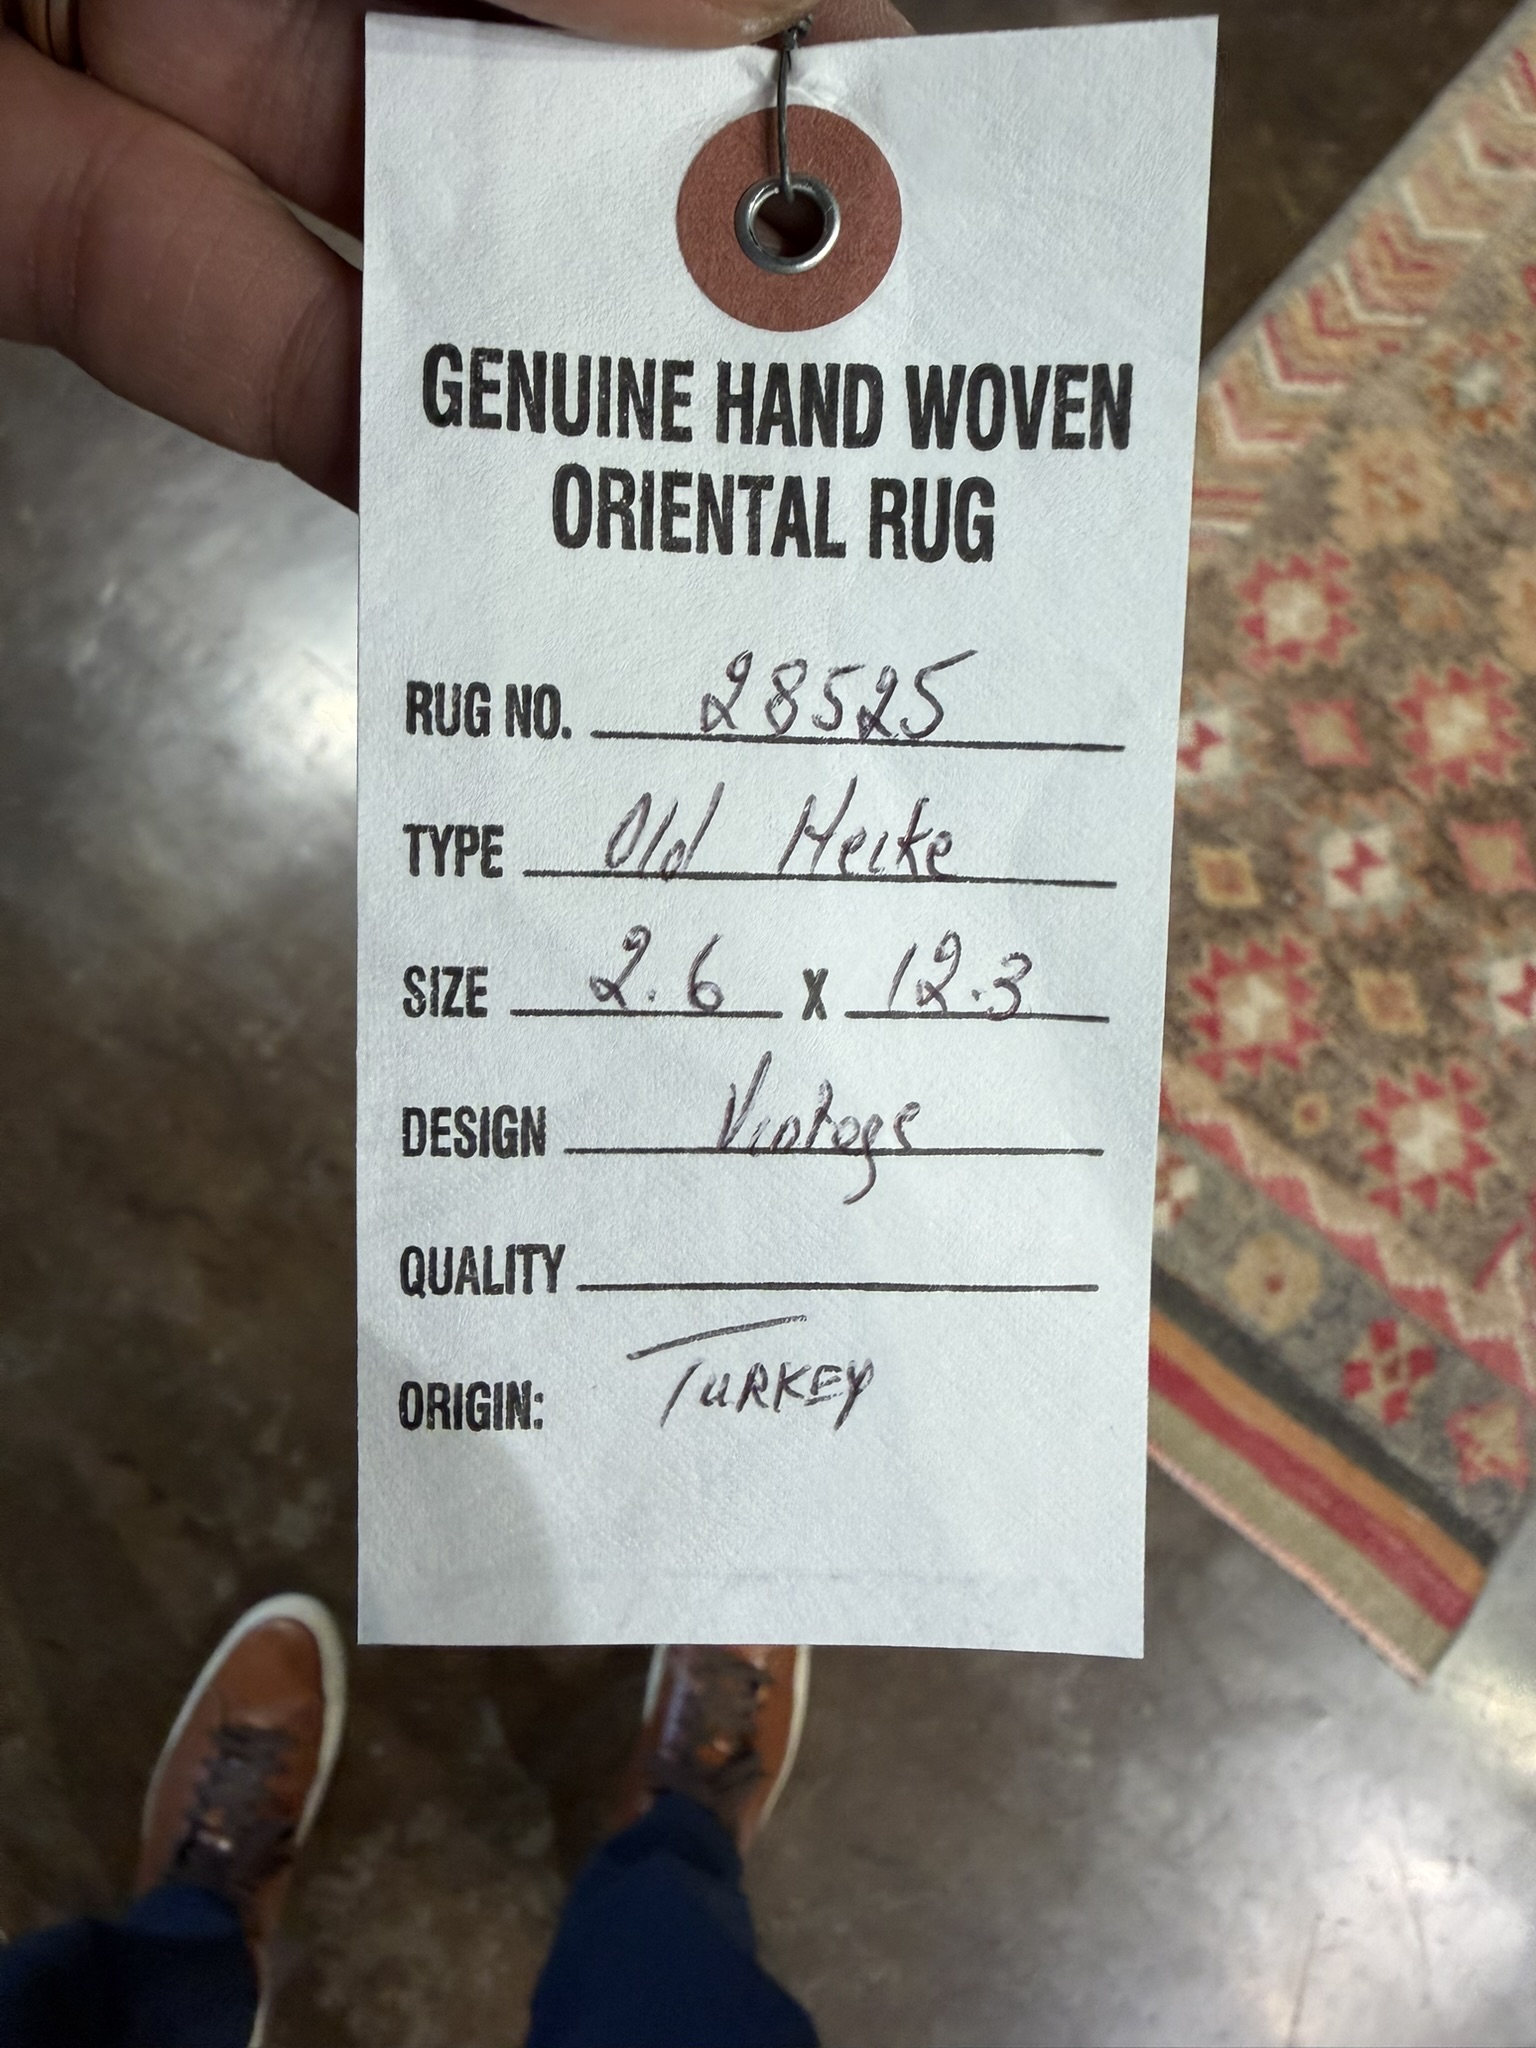 GENUINE HAND WOVEN
ORIENTAL RUG
RUG NO. 28525
TYPE Old Hecke
SIZE 2.6 X 12.3
DESIGN Vintage
QUALITY
ORIGIN: TURKEY